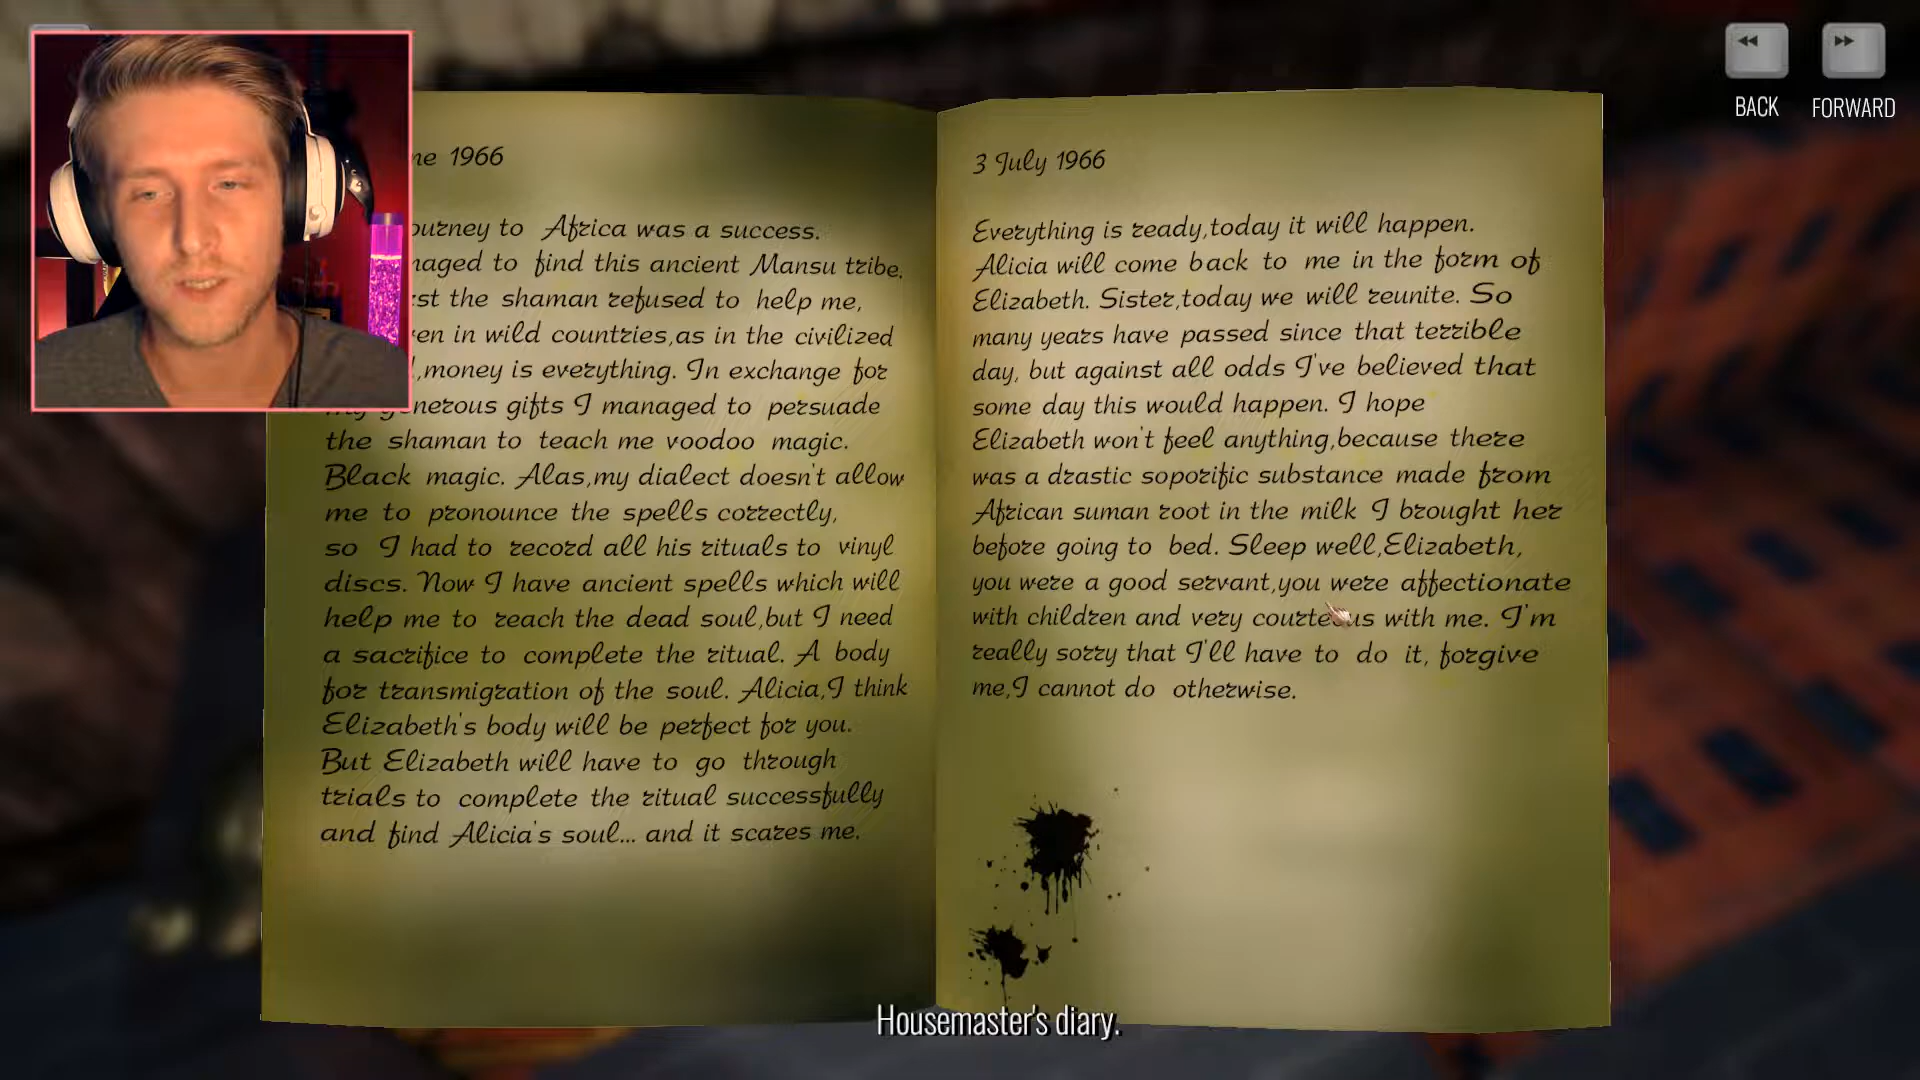 BACK
FORWARD
1966
to Africa was a success.
to find this ancient Mansu tribe.
the shaman refused to help me,
in wild countries,as in the civilized
,money is everything. In exchange for
my generous gifts I managed to persuade
the shaman to teach me voodoo magic.
Black magic. Alas,my dialect doesn't allow
me to pronounce the spells correctly,
so I had to record all his rituals to vinyl
discs. Now I have ancient spells which will
help me to reach the dead soul,but I need
a sacrifice to complete the ritual. A body
for transmigration of the soul. Alicia,I think
Elizabeth's body will be perfect for you.
But Elizabeth will have to go through
trials to complete the ritual successfully
and find Alicia's soul... and it scares me.
3 July 1966
Everything is ready,today it will happen.
Alicia will come back to me in the form of
Elizabeth. Sister,today we will reunite. So
many years have passed since that terrible
day, but against all odds I've believed that
some day this would happen. I hope
Elizabeth won't feel anything,because there
was a drastic soporific substance made from
African suman root in the milk I brought her
before going to bed. Sleep well,Elizabeth,
you were a good servant,you were affectionate
with children and very courteous with me. I'm
really sorry that I'll have to do it, forgive
me,I cannot do otherwise.
Housemaster's diary.